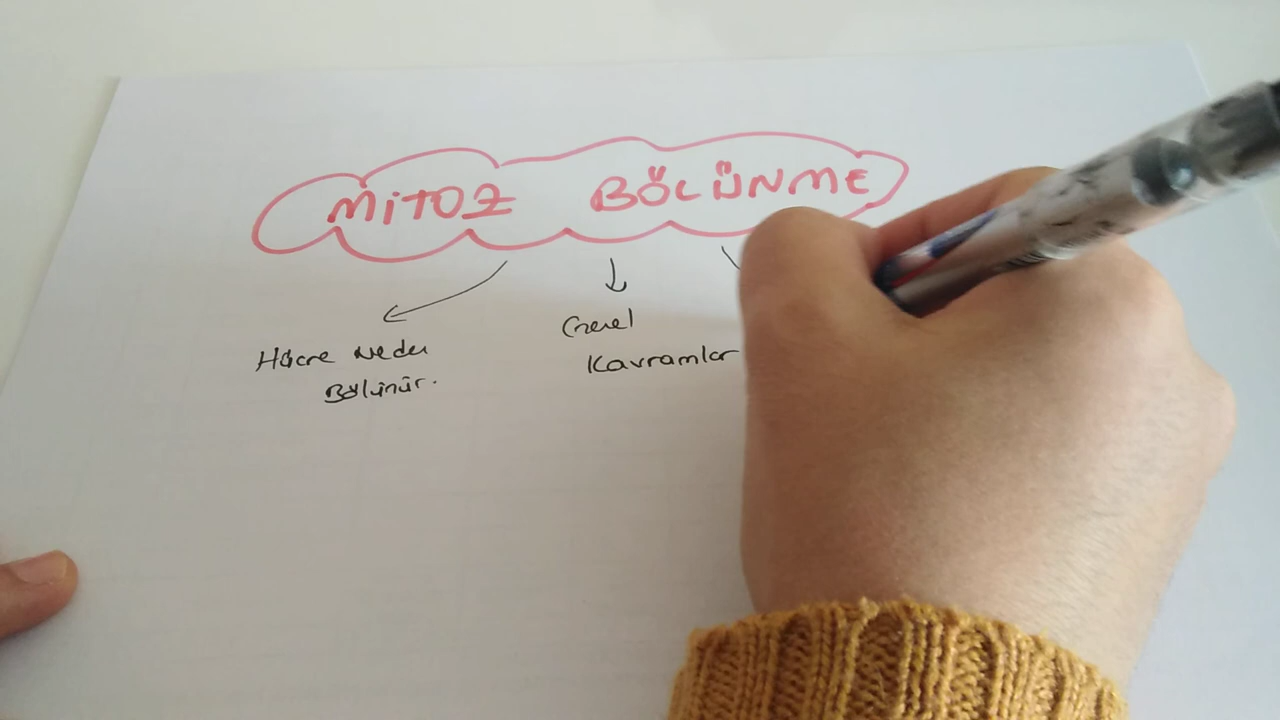 MiTOZ BÖLÜNME
Hücre Neden
Bölünür.
Genel
Kavramlar